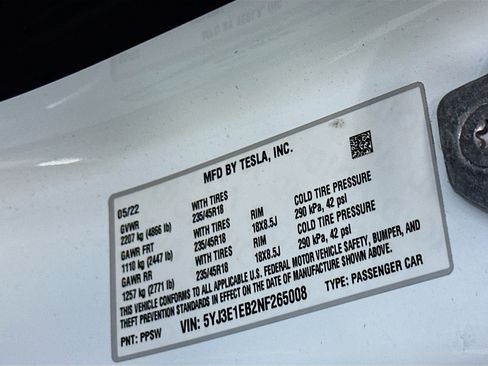 MFD BY TESLA, INC.
05/22
GVWR WITH TIRES RIM COLD TIRE PRESSURE
2207 kg (4866 lb) 235/45R18 18X8.5J 290 kPa, 42 psi
GAWR FRT WITH TIRES RIM COLD TIRE PRESSURE
1110 kg (2447 lb) 235/45R18 18X8.5J 290 kPa, 42 psi
GAWR RR WITH TIRES
1257 kg (2771 lb) 235/45R18
THIS VEHICLE CONFORMS TO ALL APPLICABLE U.S. FEDERAL MOTOR VEHICLE SAFETY, BUMPER, AND
THEFT PREVENTION STANDARDS IN EFFECT ON THE DATE OF MANUFACTURE SHOWN ABOVE.
PNT: PPSW VIN: 5YJ3E1EB2NF265008 TYPE: PASSENGER CAR